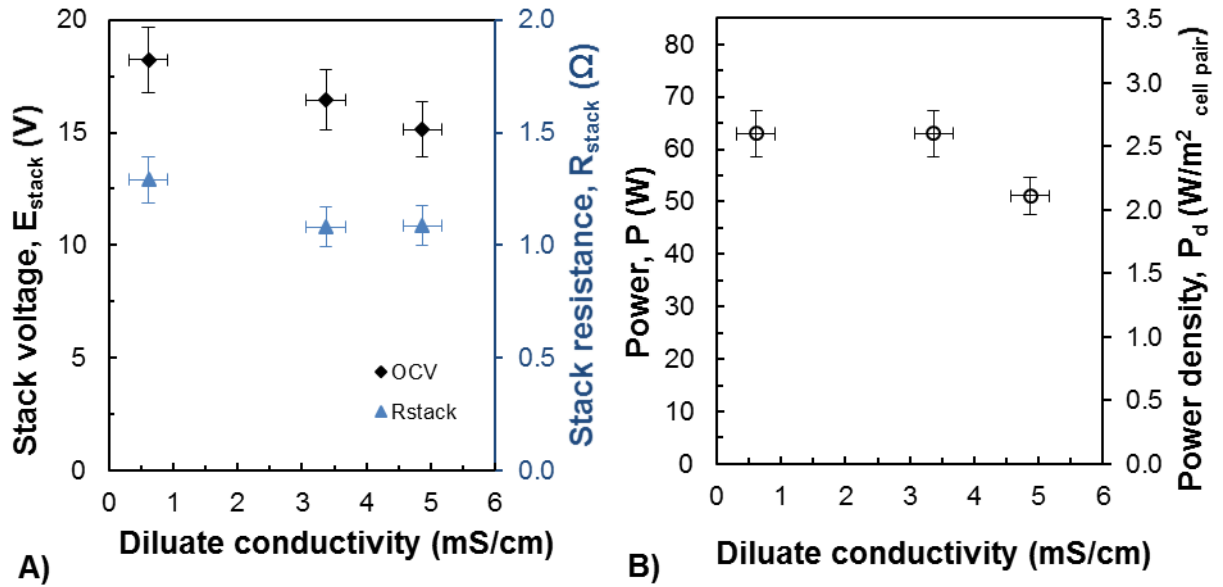 20
15
10
5
0
Stack voltage, E_stack (V)
2.0
1.5
1.0
0.5
0.0
Stack resistance, R_stack (Ω)
OCV
Rstack
0 1 2 3 4 5 6
Diluate conductivity (mS/cm)
A)
80
70
60
50
40
30
20
10
0
Power, P (W)
3.5
3.0
2.5
2.0
1.5
1.0
0.5
0.0
Power density, P_d (W/m² cell pair)
0 1 2 3 4 5 6
Diluate conductivity (mS/cm)
B)